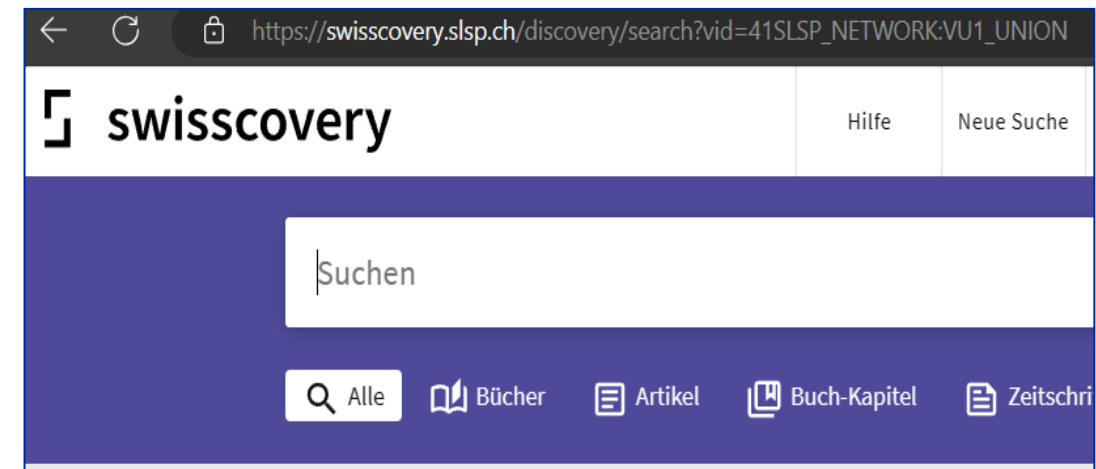 https://swisscovery.slsp.ch/discovery/search?vid=41SLSP_NETWORK:VU1_UNION
swisscovery Hilfe Neue Suche
Suchen
Alle Bücher Artikel Buch-Kapitel